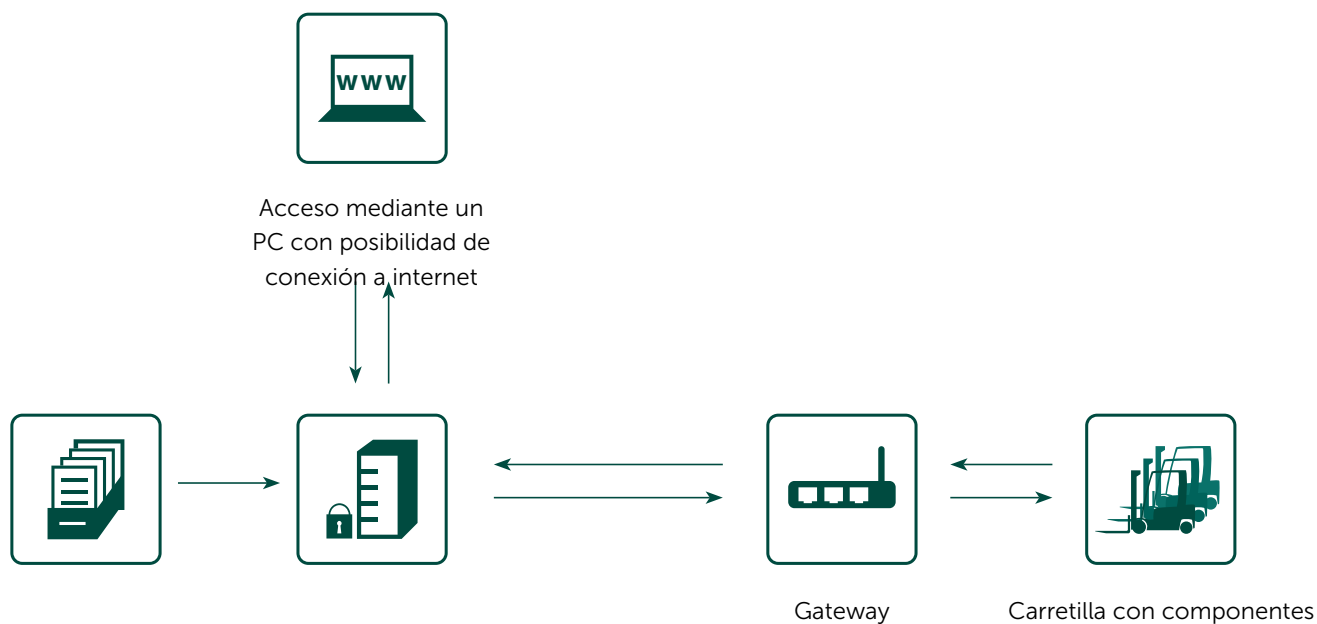 WWW
Acceso mediante un
PC con posibilidad de
conexión a internet
Gateway
Carretilla con componentes